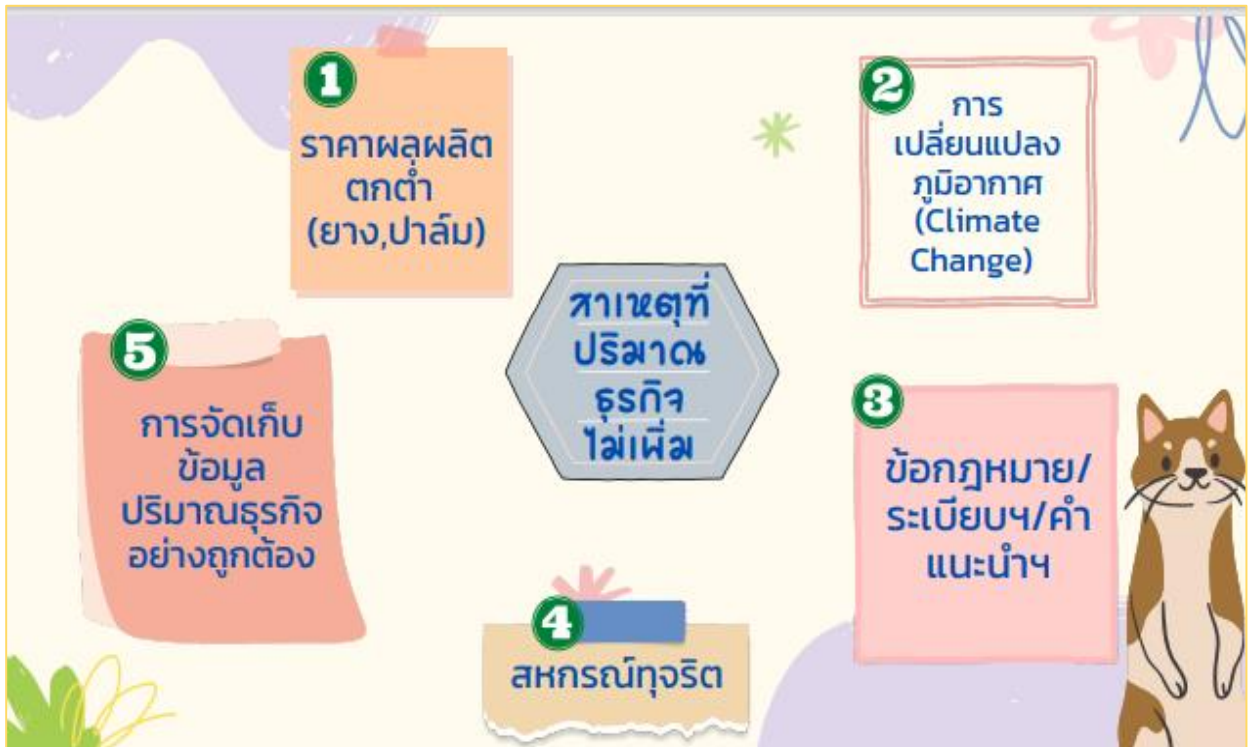 สาเหตุที่
ปริมาณ
ธุรกิจ
ไม่เพิ่ม
1
ราคาผลผลิต
ตกต่ำ
(ยาง,ปาล์ม)
2
การ
เปลี่ยนแปลง
ภูมิอากาศ
(Climate
Change)
3
ข้อกฎหมาย/
ระเบียบฯ/คำ
แนะนำฯ
4
สหกรณ์ทุจริต
5
การจัดเก็บ
ข้อมูล
ปริมาณธุรกิจ
อย่างถูกต้อง